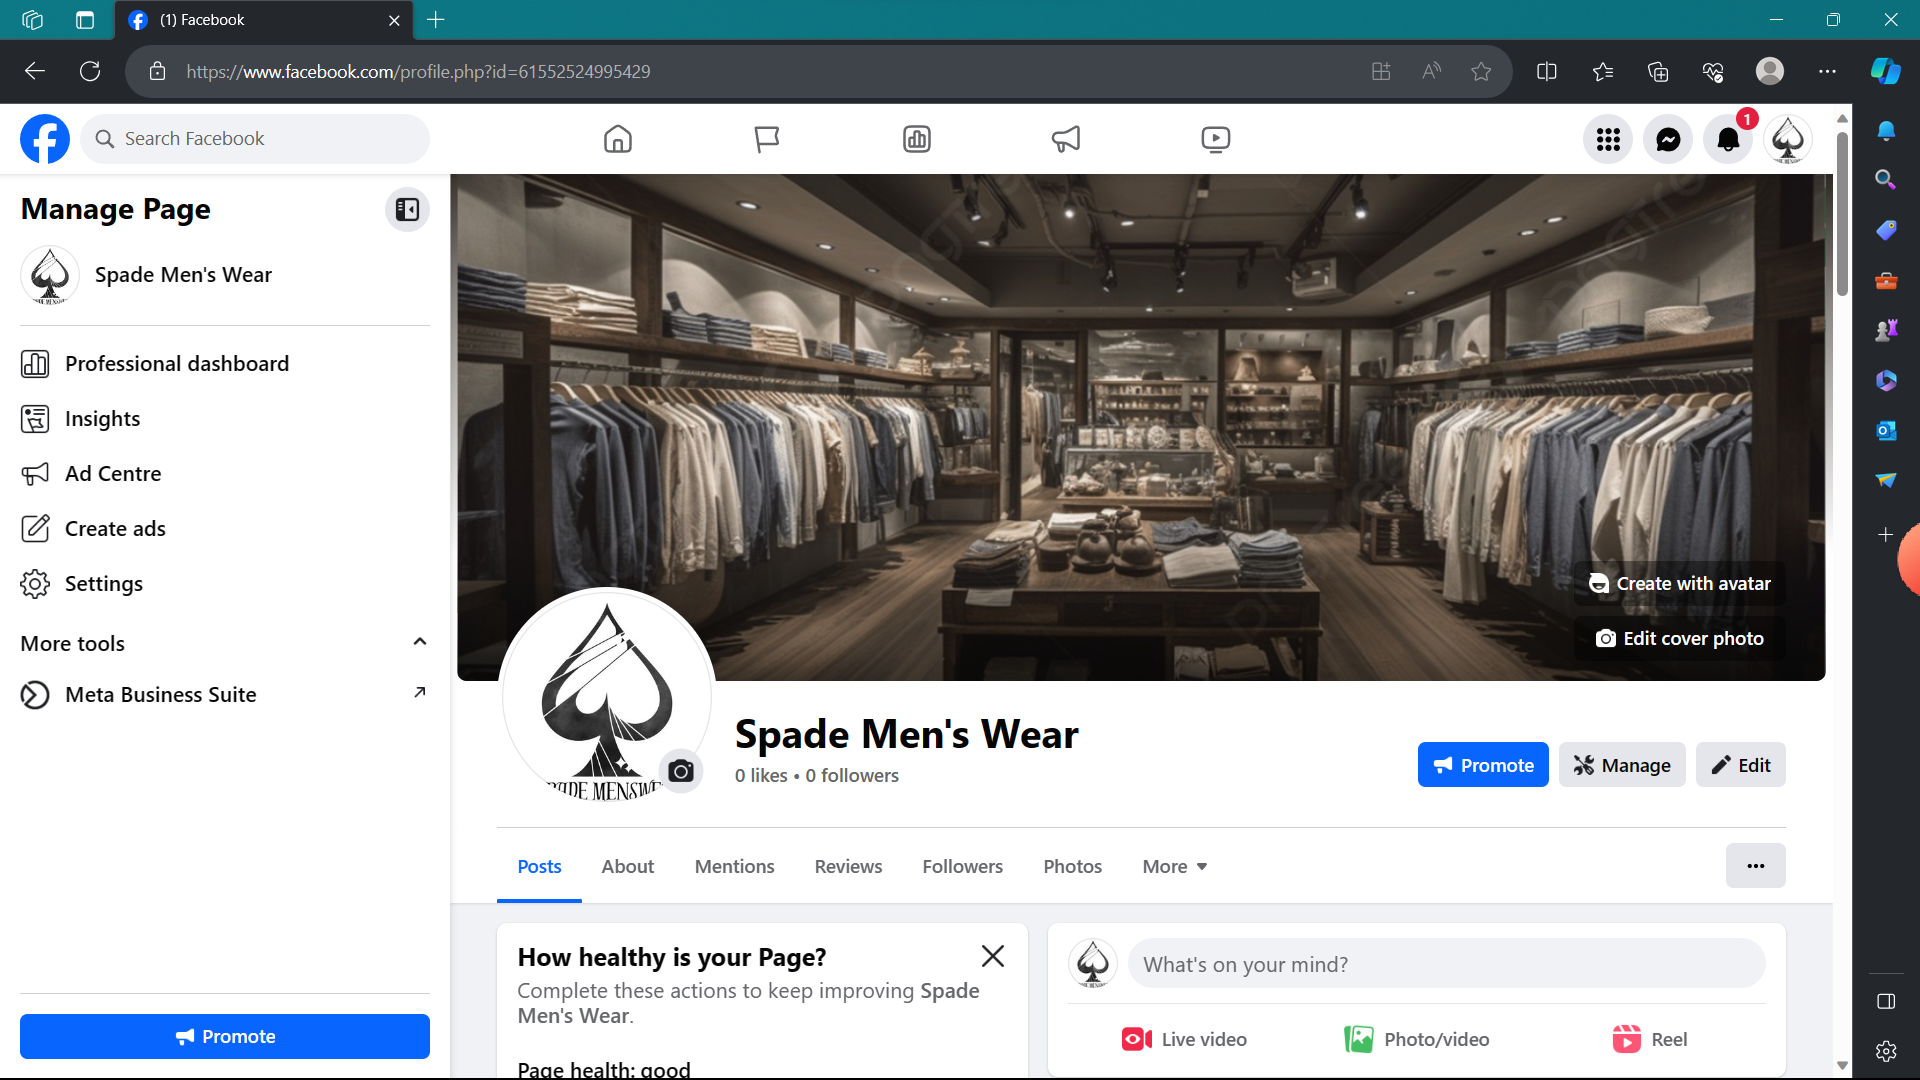 (1) Facebook
https://www.facebook.com/profile.php?id=61552524995429
Search Facebook
1
Manage Page
Spade Men's Wear
Professional dashboard
Insights
Ad Centre
Create ads
Settings
More tools
Meta Business Suite
Promote
Create with avatar
Edit cover photo
Spade Men's Wear
0 likes • 0 followers
Promote
Manage
Edit
Posts
About
Mentions
Reviews
Followers
Photos
More
How healthy is your Page?
Complete these actions to keep improving Spade
Men's Wear.
Page health: good
What's on your mind?
Live video
Photo/video
Reel